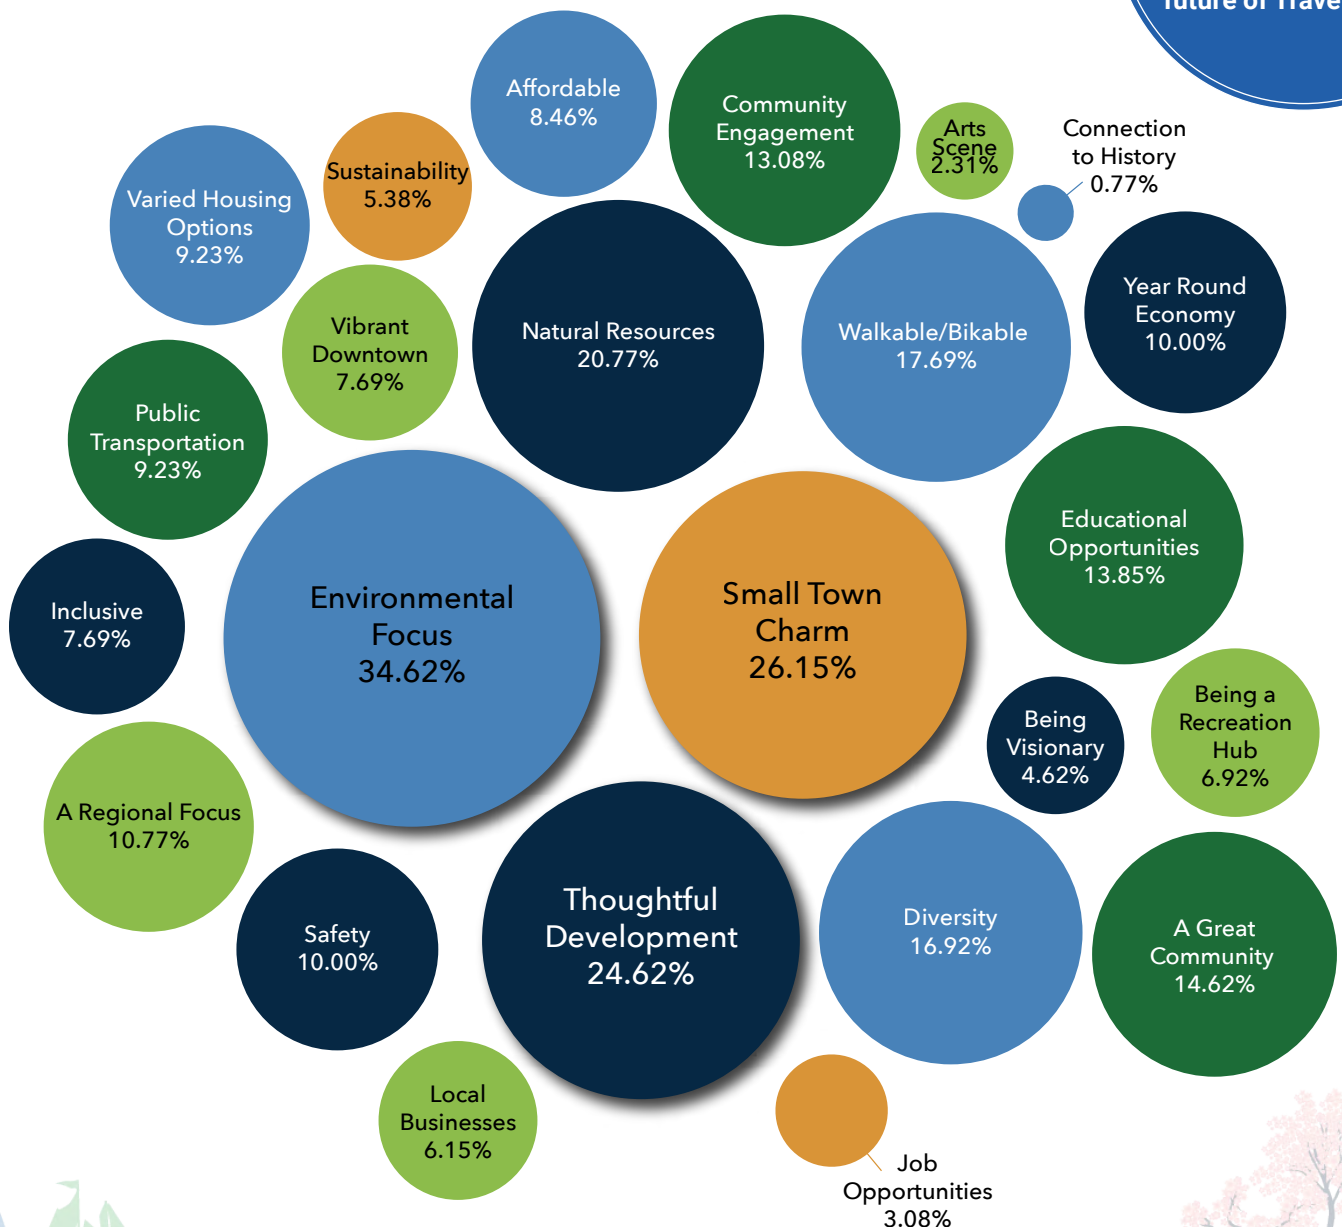 future of Trave
Affordable
8.46%
Community
Engagement
13.08%
Arts
Scene
2.31%
Connection
to History
0.77%
Sustainability
5.38%
Varied Housing
Options
9.23%
Year Round
Economy
10.00%
Vibrant
Downtown
7.69%
Natural Resources
20.77%
Walkable/Bikable
17.69%
Public
Transportation
9.23%
Educational
Opportunities
13.85%
Inclusive
7.69%
Environmental
Focus
34.62%
Small Town
Charm
26.15%
Being
Visionary
4.62%
Being a
Recreation
Hub
6.92%
A Regional Focus
10.77%
Safety
10.00%
Thoughtful
Development
24.62%
Diversity
16.92%
A Great
Community
14.62%
Local
Businesses
6.15%
Job
Opportunities
3.08%